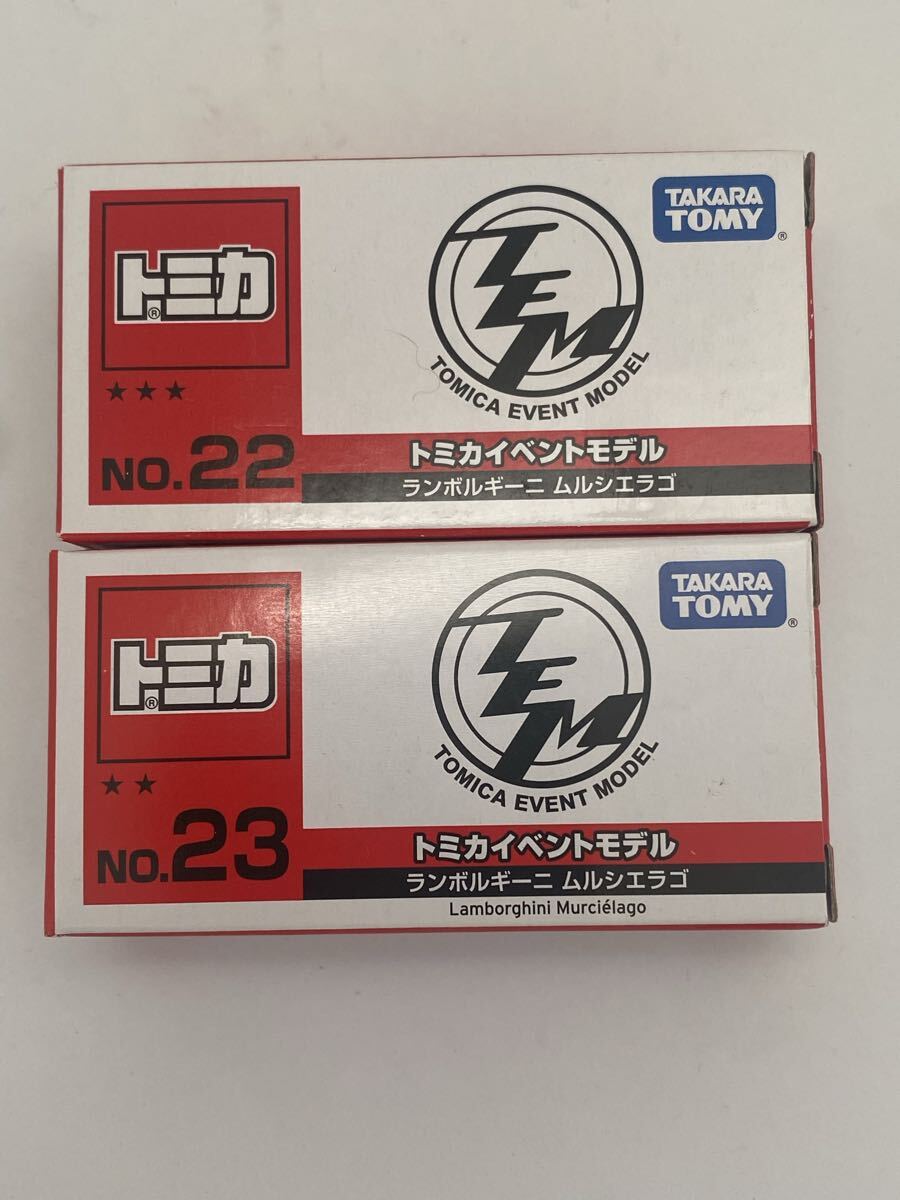 トミカ®
★★★
NO.22
TEM
TOMICA EVENT MODEL
TAKARA
TOMY®
トミカイベントモデル
ランボルギーニ ムルシエラゴ
トミカ®
★★
NO.23
TEM
TOMICA EVENT MODEL
TAKARA
TOMY®
トミカイベントモデル
ランボルギーニ ムルシエラゴ
Lamborghini Murciélago